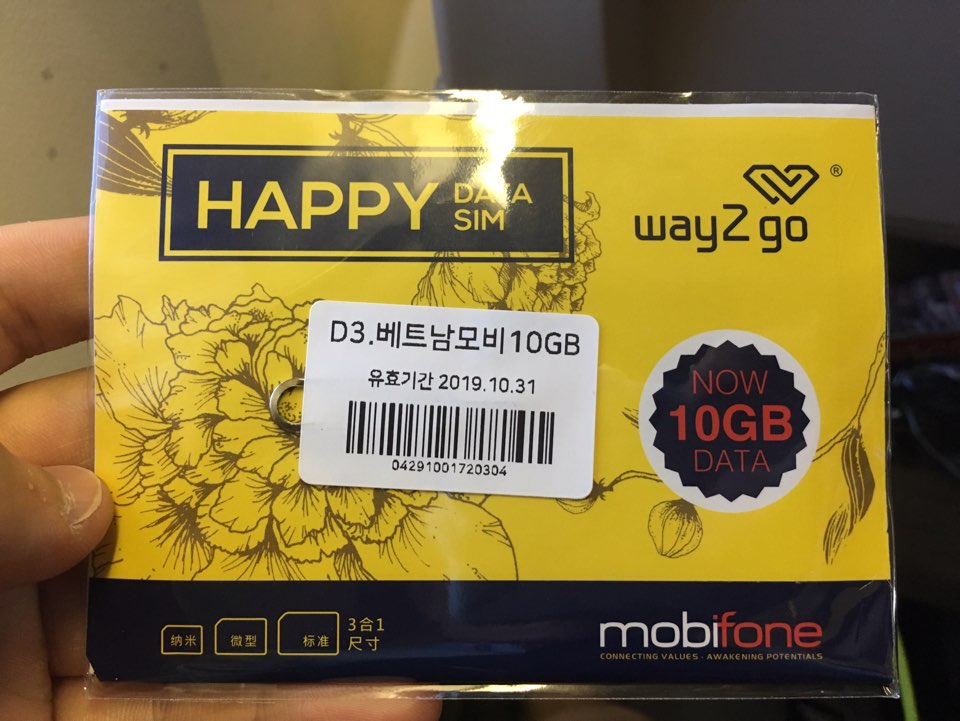 HAPPY DATA SIM
way2go®
D3.베트남모비10GB
유효기간 2019.10.31
04291001720304
NOW
10GB
DATA
纳米
微型
标准
3合1
尺寸
mobifone
CONNECTING VALUES - AWAKENING POTENTIALS